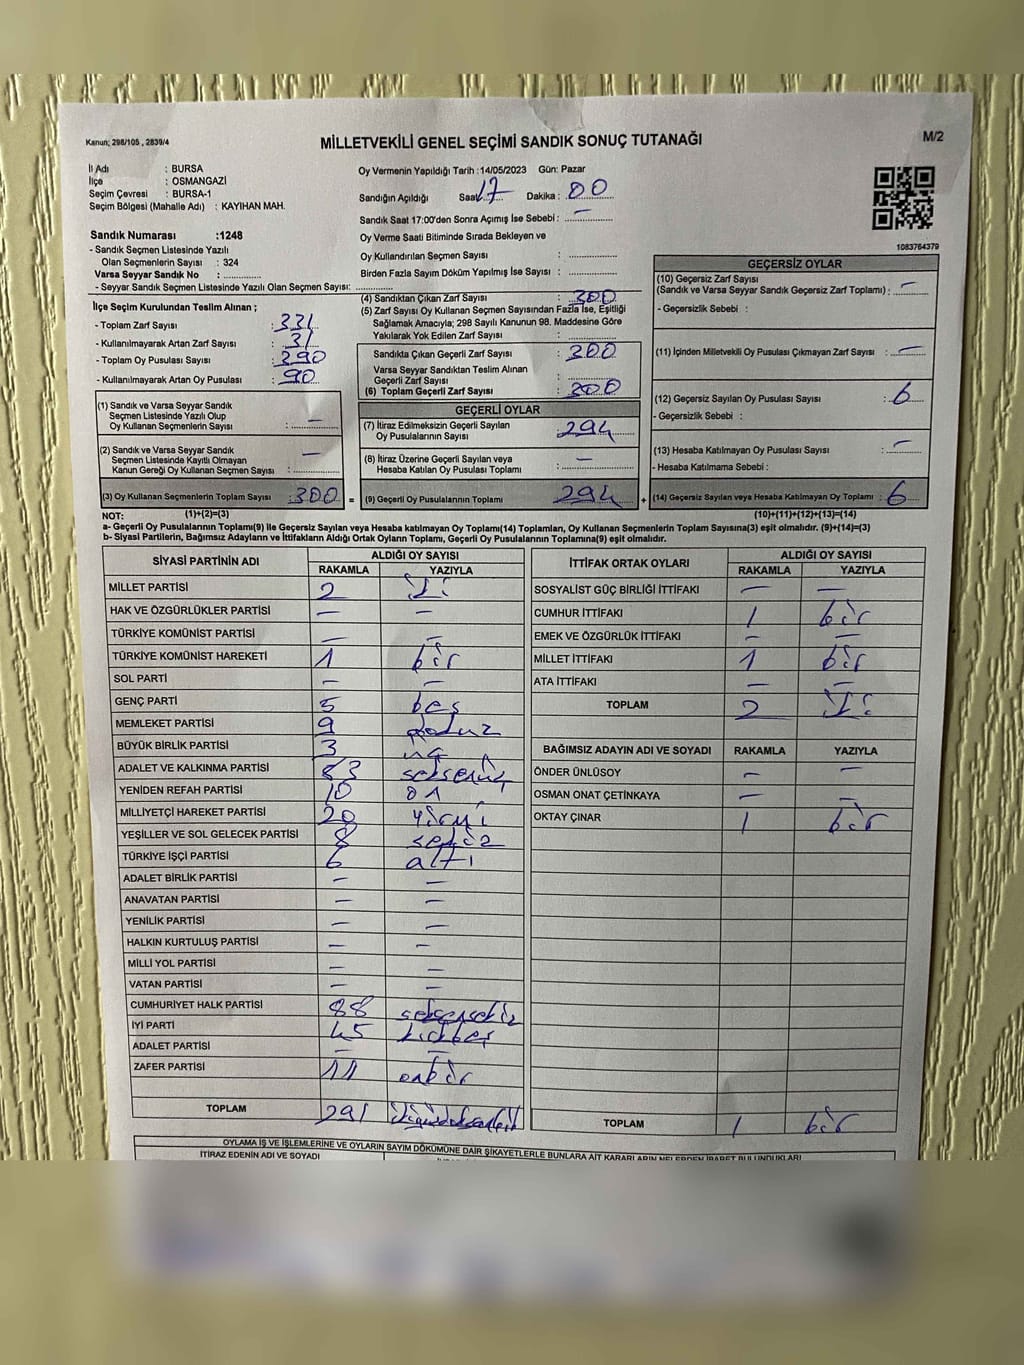 Kanun; 298/105 , 2839/4
MİLLETVEKİLİ GENEL SEÇİMİ SANDIK SONUÇ TUTANAĞI
M/2
İl Adı : BURSA
İlçe : OSMANGAZİ
Seçim Çevresi : BURSA-1
Seçim Bölgesi (Mahalle Adı) : KAYIHAN MAH.
Sandık Numarası :1248
- Sandık Seçmen Listesinde Yazılı
Olan Seçmenlerin Sayısı : 324
Varsa Seyyar Sandık No :
- Seyyar Sandık Seçmen Listesinde Yazılı Olan Seçmen Sayısı:
Oy Vermenin Yapıldığı Tarih :14/05/2023 Gün: Pazar
Sandığın Açıldığı Saat 17 Dakika : 00
Sandık Saat 17:00'den Sonra Açımış İse Sebebi : —
Oy Verme Saati Bitiminde Sırada Bekleyen ve
Oy Kullandırılan Seçmen Sayısı :
Birden Fazla Sayım Döküm Yapılmış İse Sayısı :
1083764379
İlçe Seçim Kurulundan Teslim Alınan ;
- Toplam Zarf Sayısı : 331
- Kullanılmayarak Artan Zarf Sayısı : 31
- Toplam Oy Pusulası Sayısı : 390
- Kullanılmayarak Artan Oy Pusulası : 90
(1) Sandık ve Varsa Seyyar Sandık
Seçmen Listesinde Yazılı Olup
Oy Kullanan Seçmenlerin Sayısı : —
(2) Sandık ve Varsa Seyyar Sandık
Seçmen Listesinde Kayıtlı Olmayan
Kanun Gereği Oy Kullanan Seçmen Sayısı : —
(3) Oy Kullanan Seçmenlerin Toplam Sayısı : 300
(4) Sandıktan Çıkan Zarf Sayısı : 300
(5) Zarf Sayısı Oy Kullanan Seçmen Sayısından Fazla İse, Eşitliği
Sağlamak Amacıyla; 298 Sayılı Kanunun 98. Maddesine Göre
Yakılarak Yok Edilen Zarf Sayısı :
Sandıkta Çıkan Geçerli Zarf Sayısı : 300
Varsa Seyyar Sandıktan Teslim Alınan
Geçerli Zarf Sayısı :
(6) Toplam Geçerli Zarf Sayısı : 300
GEÇERLİ OYLAR
(7) İtiraz Edilmeksizin Geçerli Sayılan
Oy Pusulalarının Sayısı : 294
(8) İtiraz Üzerine Geçerli Sayılan veya
Hesaba Katılan Oy Pusulası Toplamı : —
= (9) Geçerli Oy Pusulalarının Toplamı 294 +
GEÇERSİZ OYLAR
(10) Geçersiz Zarf Sayısı
(Sandık ve Varsa Seyyar Sandık Geçersiz Zarf Toplamı) : —
- Geçersizlik Sebebi :
(11) İçinden Milletvekili Oy Pusulası Çıkmayan Zarf Sayısı : —
(12) Geçersiz Sayılan Oy Pusulası Sayısı : 6
- Geçersizlik Sebebi :
(13) Hesaba Katılmayan Oy Pusulası Sayısı : —
- Hesaba Katılmama Sebebi :
(14) Geçersiz Sayılan veya Hesaba Katılmayan Oy Toplamı : 6
NOT: (1)+(2)=(3) (10)+(11)+(12)+(13)=(14)
a- Geçerli Oy Pusulalarının Toplamı(9) ile Geçersiz Sayılan veya Hesaba katılmayan Oy Toplamı(14) Toplamları, Oy Kullanan Seçmenlerin Toplam Sayısına(3) eşit olmalıdır. (9)+(14)=(3)
b- Siyasi Partilerin, Bağımsız Adayların ve İttifakların Aldığı Ortak Oyların Toplamı, Geçerli Oy Pusulalarının Toplamına(9) eşit olmalıdır.
SİYASİ PARTİNİN ADI ALDIĞI OY SAYISI
RAKAMLA YAZIYLA
MİLLET PARTİSİ 2
HAK VE ÖZGÜRLÜKLER PARTİSİ — —
TÜRKİYE KOMÜNİST PARTİSİ — —
TÜRKİYE KOMÜNİST HAREKETİ 1 bir
SOL PARTİ — —
GENÇ PARTİ 5 beş
MEMLEKET PARTİSİ 9 dokuz
BÜYÜK BİRLİK PARTİSİ 3 üç
ADALET VE KALKINMA PARTİSİ 83 seksenüç
YENİDEN REFAH PARTİSİ 10 on
MİLLİYETÇİ HAREKET PARTİSİ 20 yirmi
YEŞİLLER VE SOL GELECEK PARTİSİ 8 sekiz
TÜRKİYE İŞÇİ PARTİSİ 6 altı
ADALET BİRLİK PARTİSİ — —
ANAVATAN PARTİSİ — —
YENİLİK PARTİSİ — —
HALKIN KURTULUŞ PARTİSİ — —
MİLLİ YOL PARTİSİ — —
VATAN PARTİSİ — —
CUMHURİYET HALK PARTİSİ 88 seksensekiz
İYİ PARTİ 45 kırkbeş
ADALET PARTİSİ — —
ZAFER PARTİSİ 11 onbir
TOPLAM 291
İTTİFAK ORTAK OYLARI ALDIĞI OY SAYISI
RAKAMLA YAZIYLA
SOSYALİST GÜÇ BİRLİĞİ İTTİFAKI — —
CUMHUR İTTİFAKI 1 bir
EMEK VE ÖZGÜRLÜK İTTİFAKI — —
MİLLET İTTİFAKI 1 bir
ATA İTTİFAKI — —
TOPLAM 2
BAĞIMSIZ ADAYIN ADI VE SOYADI RAKAMLA YAZIYLA
ÖNDER ÜNLÜSOY — —
OSMAN ONAT ÇETİNKAYA — —
OKTAY ÇINAR 1 bir
TOPLAM 1 bir
OYLAMA İŞ VE İŞLEMLERİNE VE OYLARIN SAYIM DÖKÜMÜNE DAİR ŞİKAYETLERLE BUNLARA AİT KARARLARIN NELERDEN İBARET BULUNDUKLARI
İTİRAZ EDENİN ADI VE SOYADI